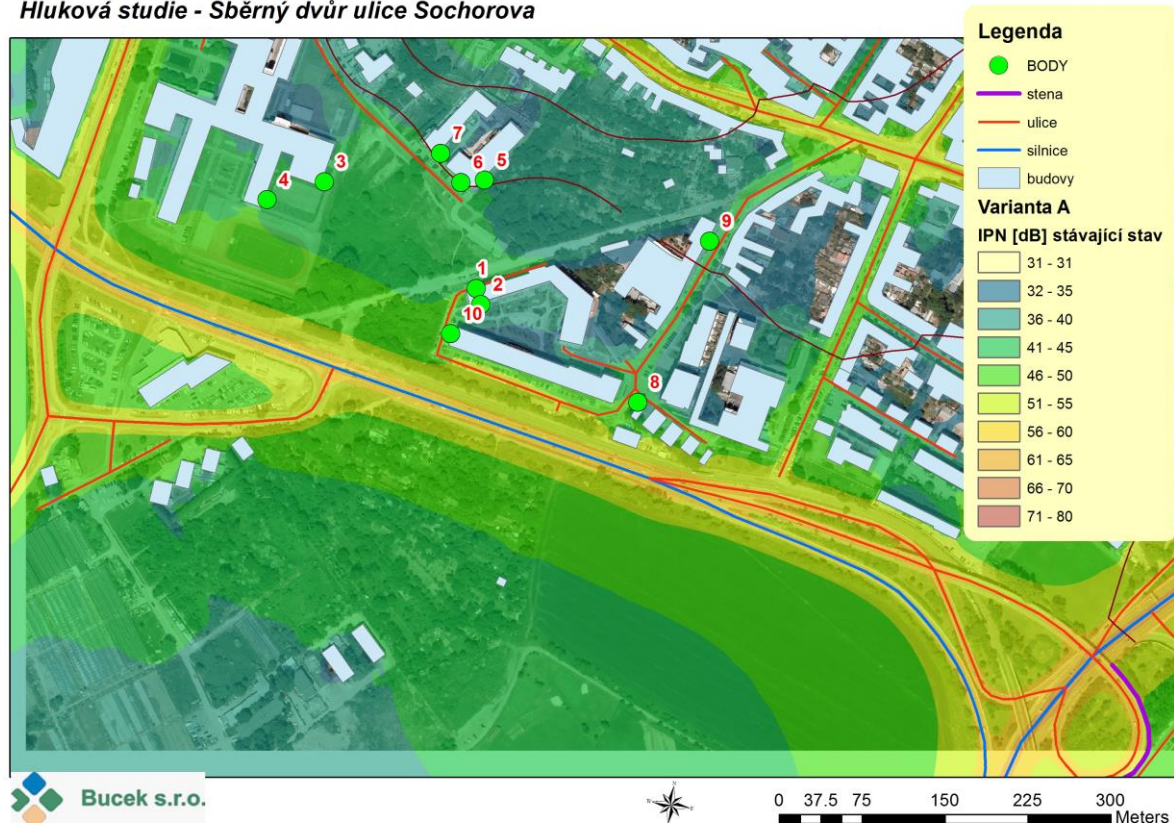 Hluková studie - Sběrný dvůr ulice Sochorova
Legenda
BODY
stena
ulice
silnice
budovy
Varianta A
IPN [dB] stávající stav
31 - 31
32 - 35
36 - 40
41 - 45
46 - 50
51 - 55
56 - 60
61 - 65
66 - 70
71 - 80
7
3
6
5
4
9
1
2
10
8
Bucek s.r.o.
N
0 37.5 75 150 225 300
Meters